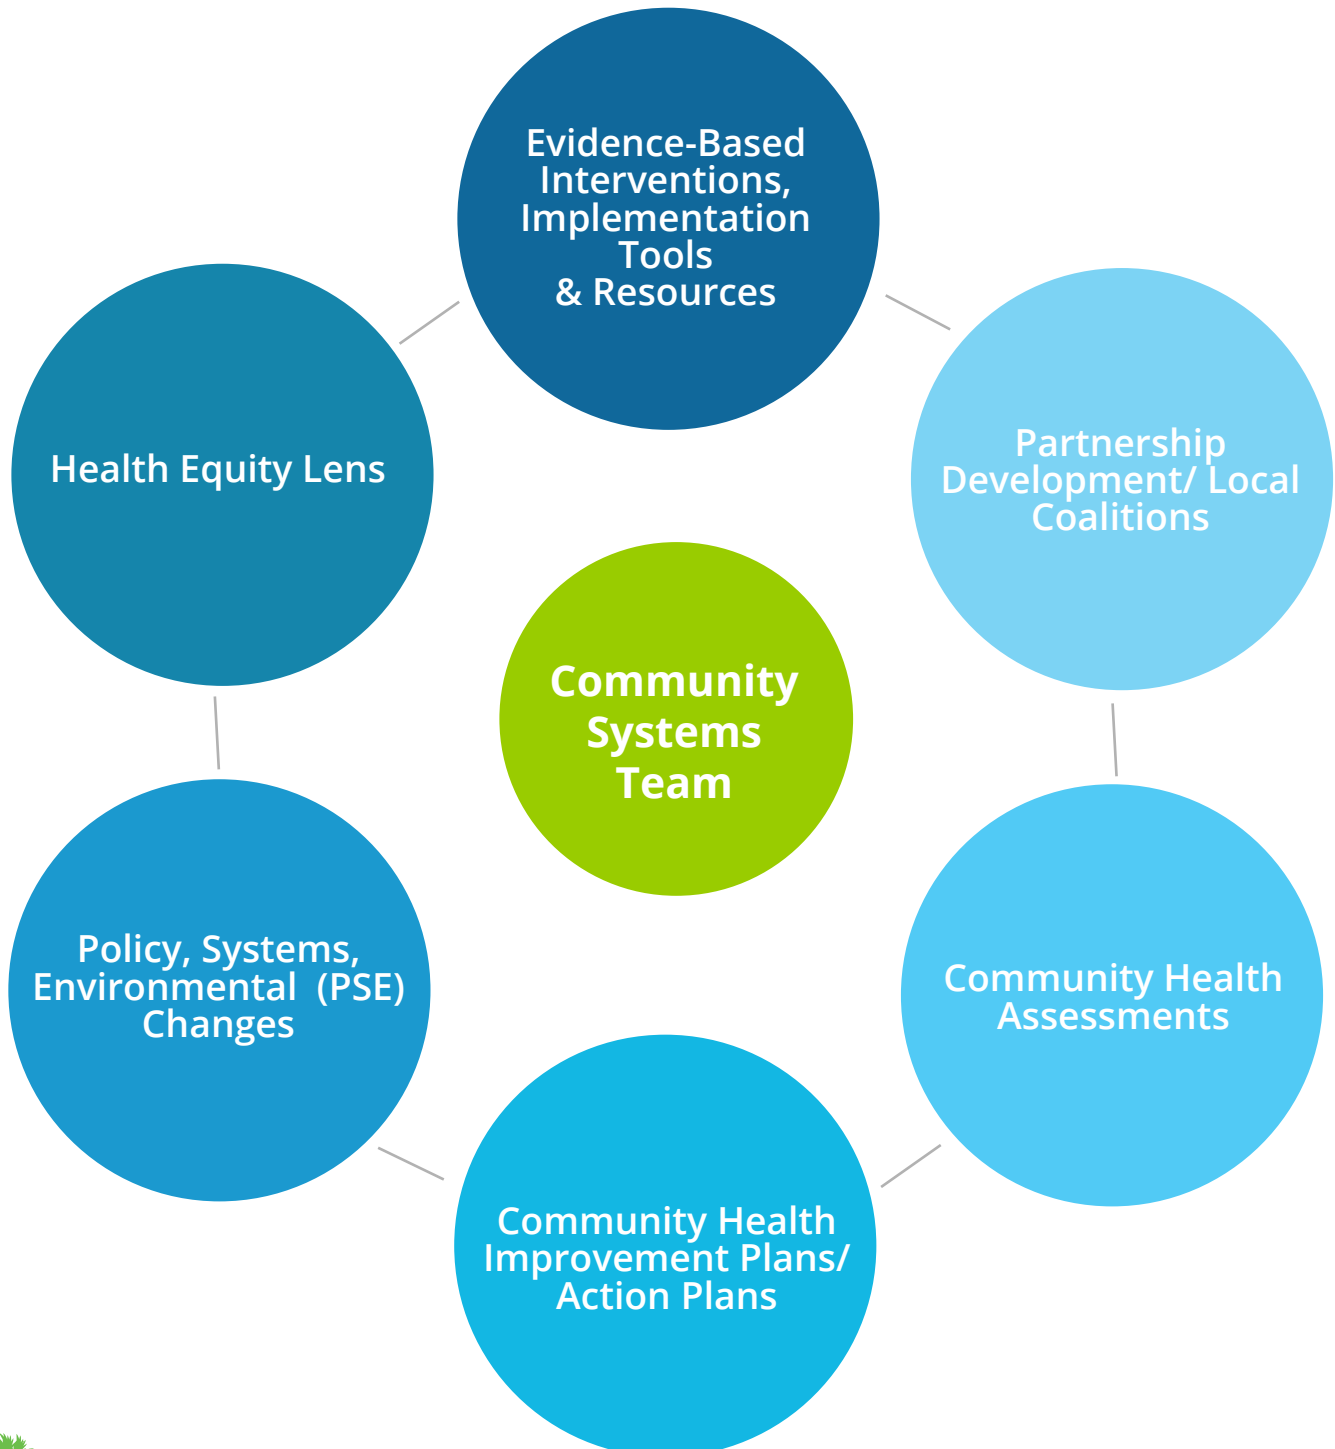 Evidence-Based
Interventions,
Implementation
Tools
& Resources
Health Equity Lens
Partnership
Development/ Local
Coalitions
Community
Systems
Team
Policy, Systems,
Environmental  (PSE)
Changes
Community Health
Assessments
Community Health
Improvement Plans/
Action Plans